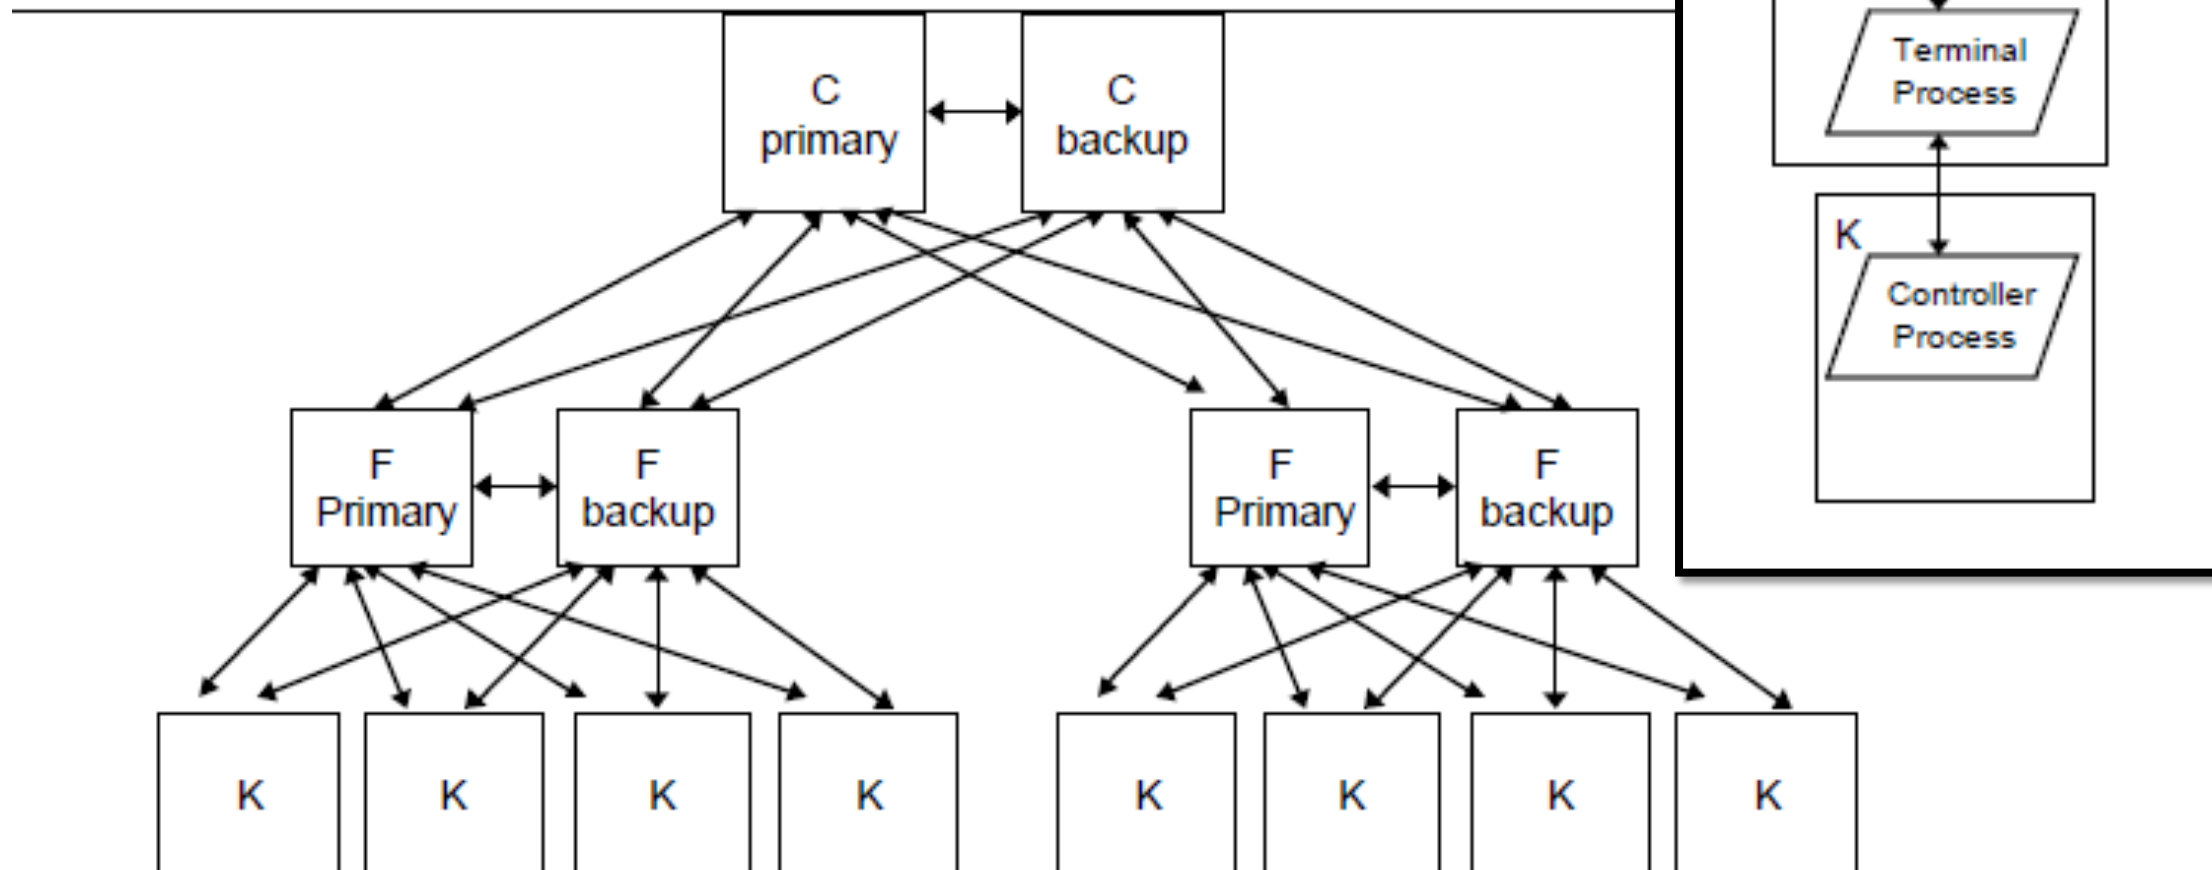 C
primary
C
backup
Terminal
Process
K
Controller
Process
F
Primary
F
backup
F
Primary
F
backup
K
K
K
K
K
K
K
K